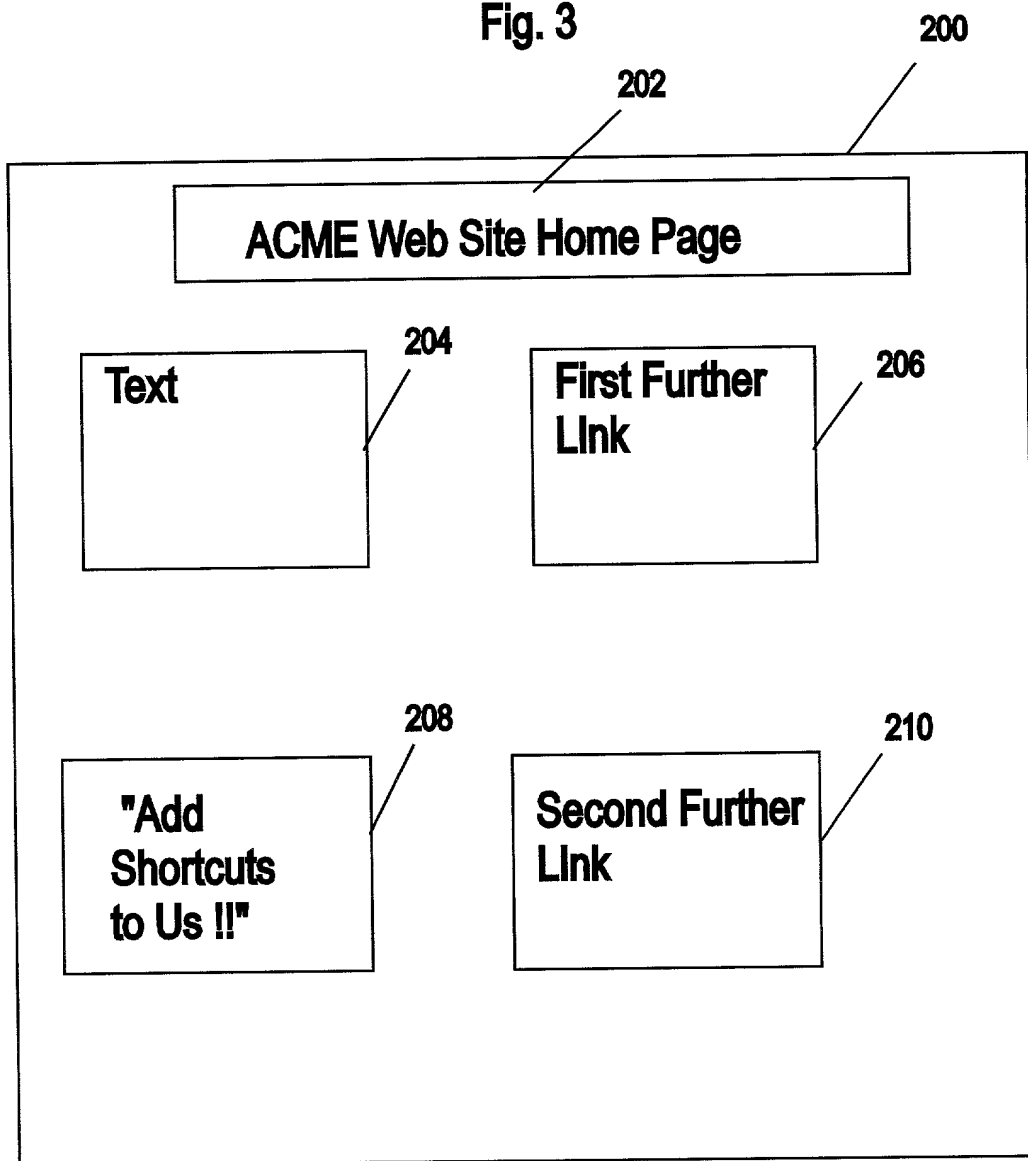 Fig. 3
200
202
ACME Web Site Home Page
204
Text
First Further
LInk
206
208
"Add
Shortcuts
to Us !!"
210
Second Further
LInk